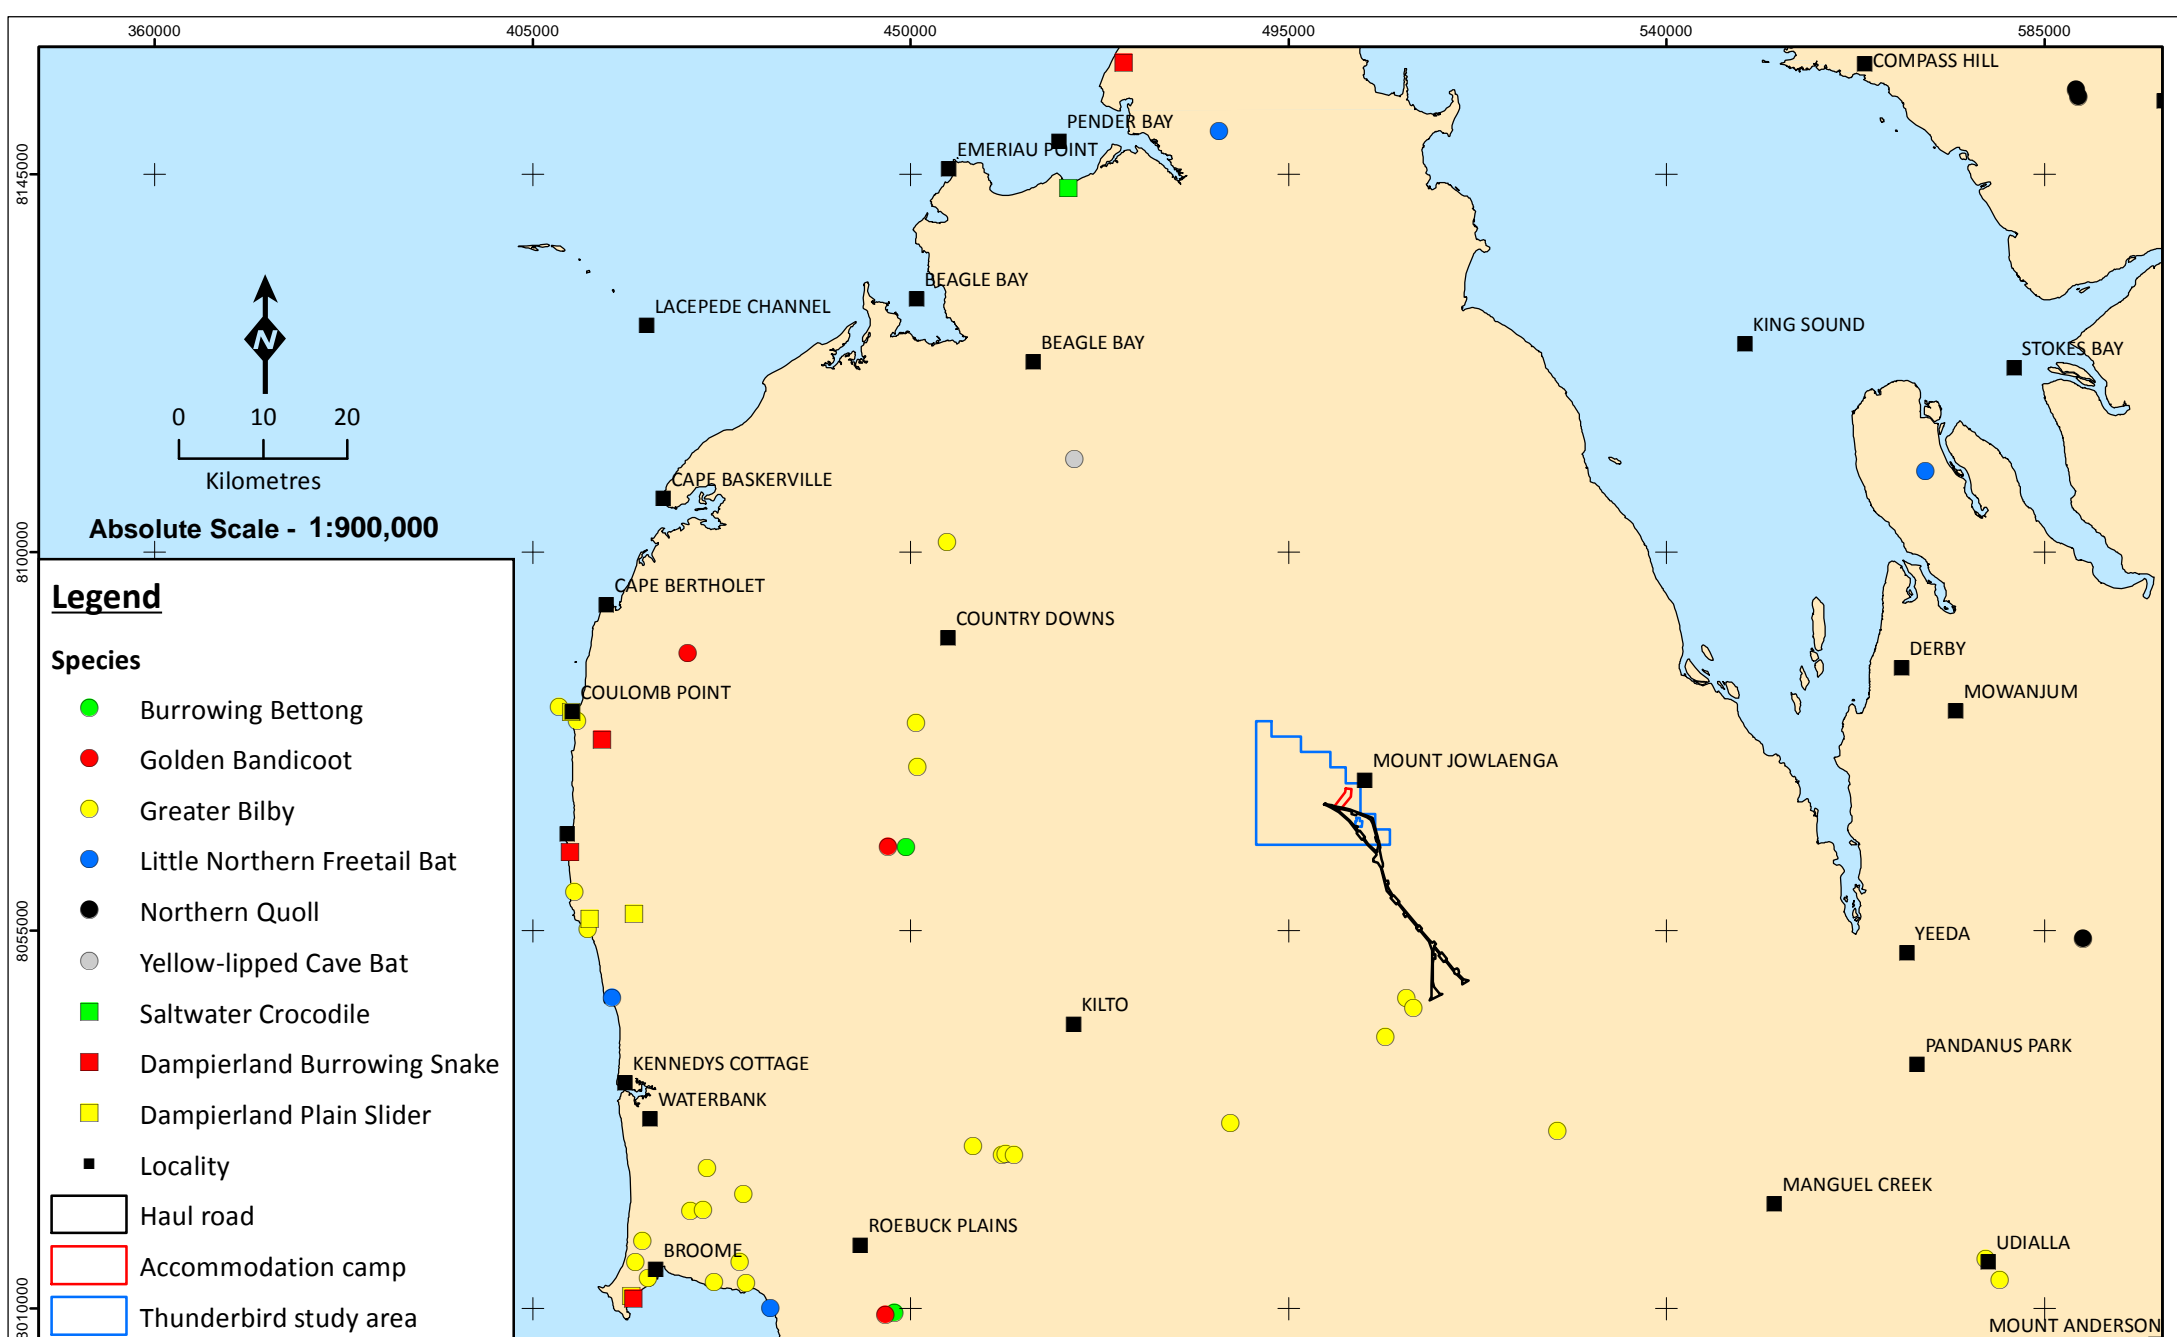 360000 405000 450000 495000 540000 585000
COMPASS HILL
PENDER BAY
EMERIAU POINT
8145000
BEAGLE BAY
LACEPEDE CHANNEL
KING SOUND
BEAGLE BAY
STOKES BAY
N
0 10 20
Kilometres
CAPE BASKERVILLE
Absolute Scale - 1:900,000
8100000
CAPE BERTHOLET
COUNTRY DOWNS
DERBY
COULOMB POINT
MOWANJUM
MOUNT JOWLAENGA
8055000
YEEDA
KILTO
PANDANUS PARK
KENNEDYS COTTAGE
WATERBANK
MANGUEL CREEK
ROEBUCK PLAINS
BROOME
UDIALLA
8010000
MOUNT ANDERSON
Legend
Species
Burrowing Bettong
Golden Bandicoot
Greater Bilby
Little Northern Freetail Bat
Northern Quoll
Yellow-lipped Cave Bat
Saltwater Crocodile
Dampierland Burrowing Snake
Dampierland Plain Slider
Locality
Haul road
Accommodation camp
Thunderbird study area